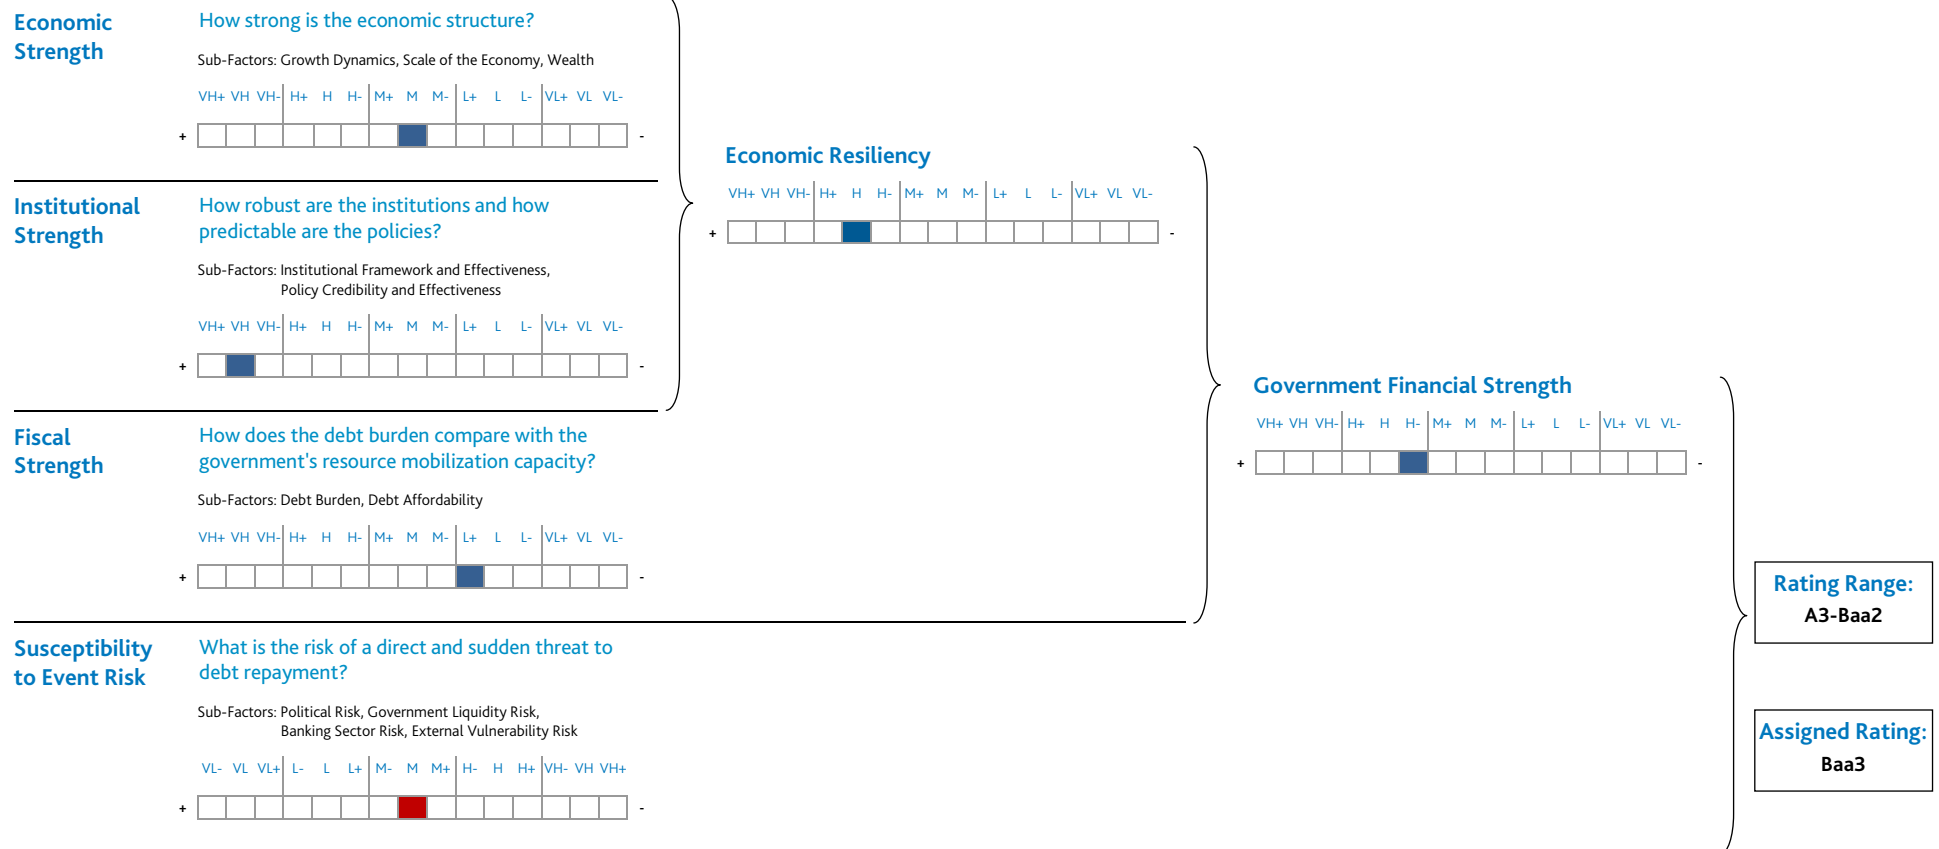 Economic
Strength
How strong is the economic structure?
Sub-Factors: Growth Dynamics, Scale of the Economy, Wealth
VH+ VH VH- H+ H H- M+ M M- L+ L L- VL+ VL VL-
+ -
Institutional
Strength
How robust are the institutions and how
predictable are the policies?
Sub-Factors: Institutional Framework and Effectiveness,
Policy Credibility and Effectiveness
VH+ VH VH- H+ H H- M+ M M- L+ L L- VL+ VL VL-
+ -
Economic Resiliency
VH+ VH VH- H+ H H- M+ M M- L+ L L- VL+ VL VL-
+ -
Fiscal
Strength
How does the debt burden compare with the
government's resource mobilization capacity?
Sub-Factors: Debt Burden, Debt Affordability
VH+ VH VH- H+ H H- M+ M M- L+ L L- VL+ VL VL-
+ -
Government Financial Strength
VH+ VH VH- H+ H H- M+ M M- L+ L L- VL+ VL VL-
+ -
Susceptibility
to Event Risk
What is the risk of a direct and sudden threat to
debt repayment?
Sub-Factors: Political Risk, Government Liquidity Risk,
Banking Sector Risk, External Vulnerability Risk
VL- VL VL+ L- L L+ M- M M+ H- H H+ VH- VH VH+
+ -
Rating Range:
A3-Baa2
Assigned Rating:
Baa3